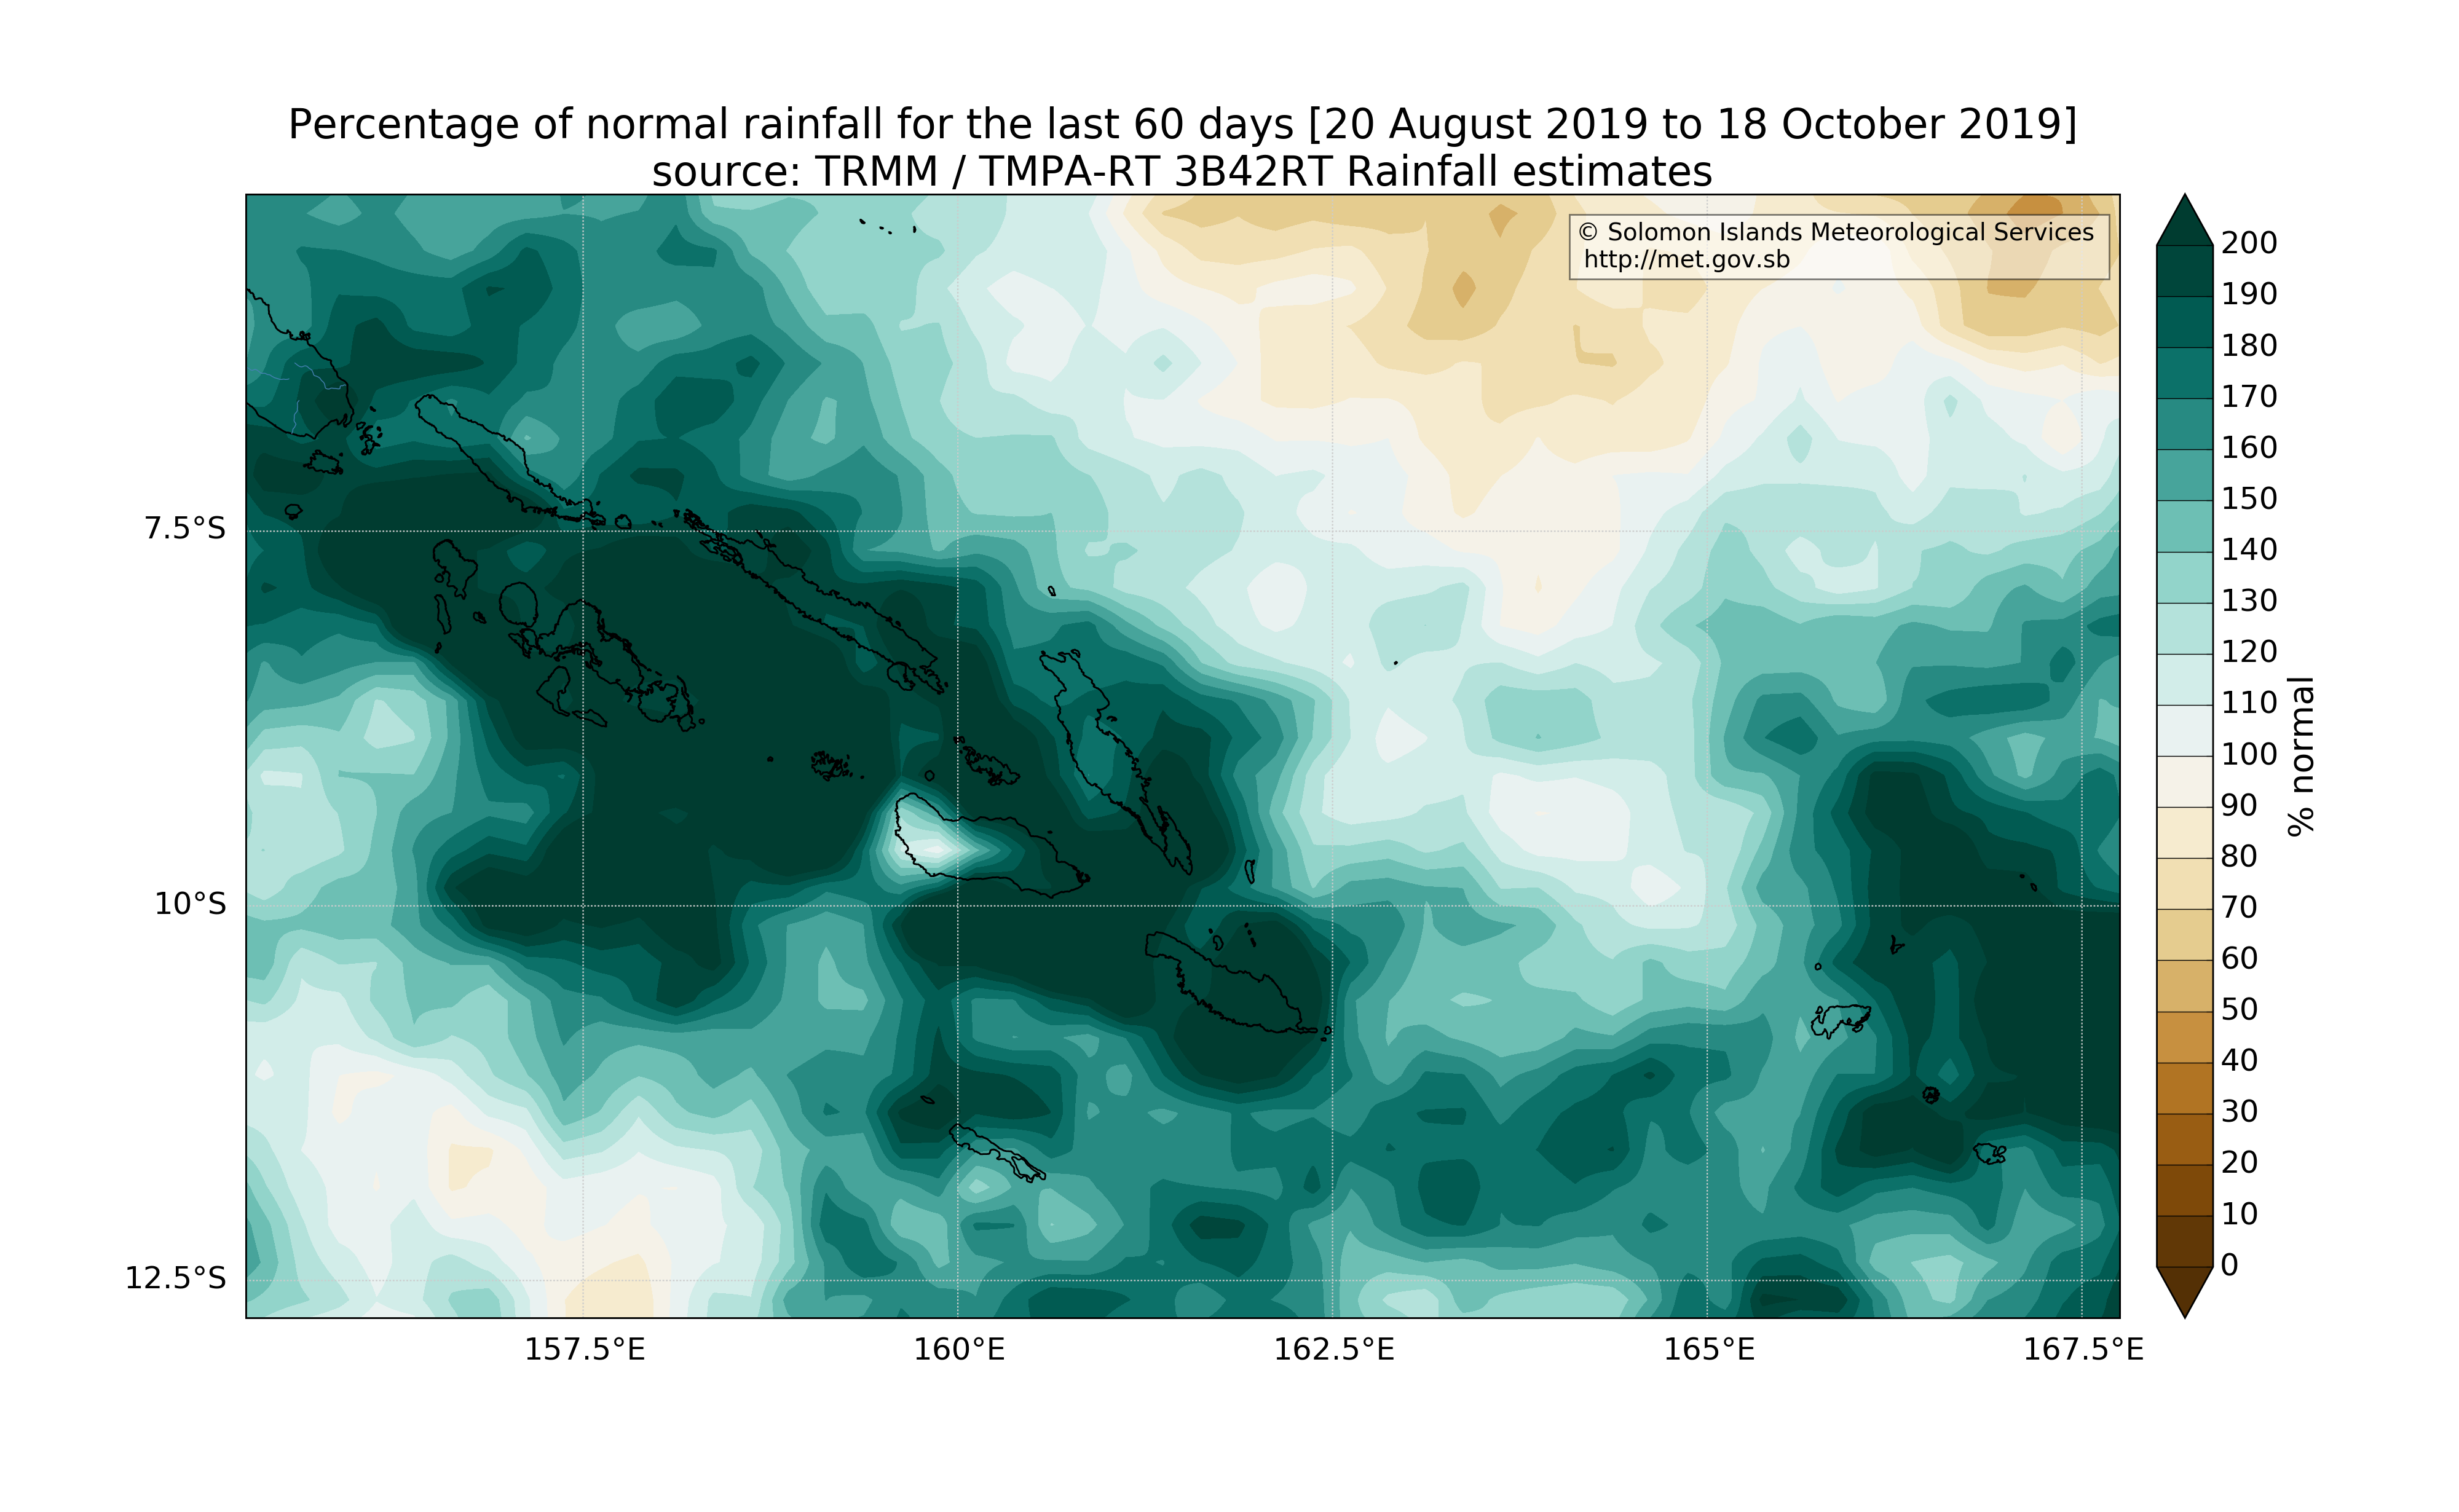 Percentage of normal rainfall for the last 60 days [20 August 2019 to 18 October 2019]
source: TRMM / TMPA-RT 3B42RT Rainfall estimates
© Solomon Islands Meteorological Services
http://met.gov.sb
7.5°S
10°S
12.5°S
157.5°E
160°E
162.5°E
165°E
167.5°E
200
190
180
170
160
150
140
130
120
110
100
90
80
70
60
50
40
30
20
10
0
% normal